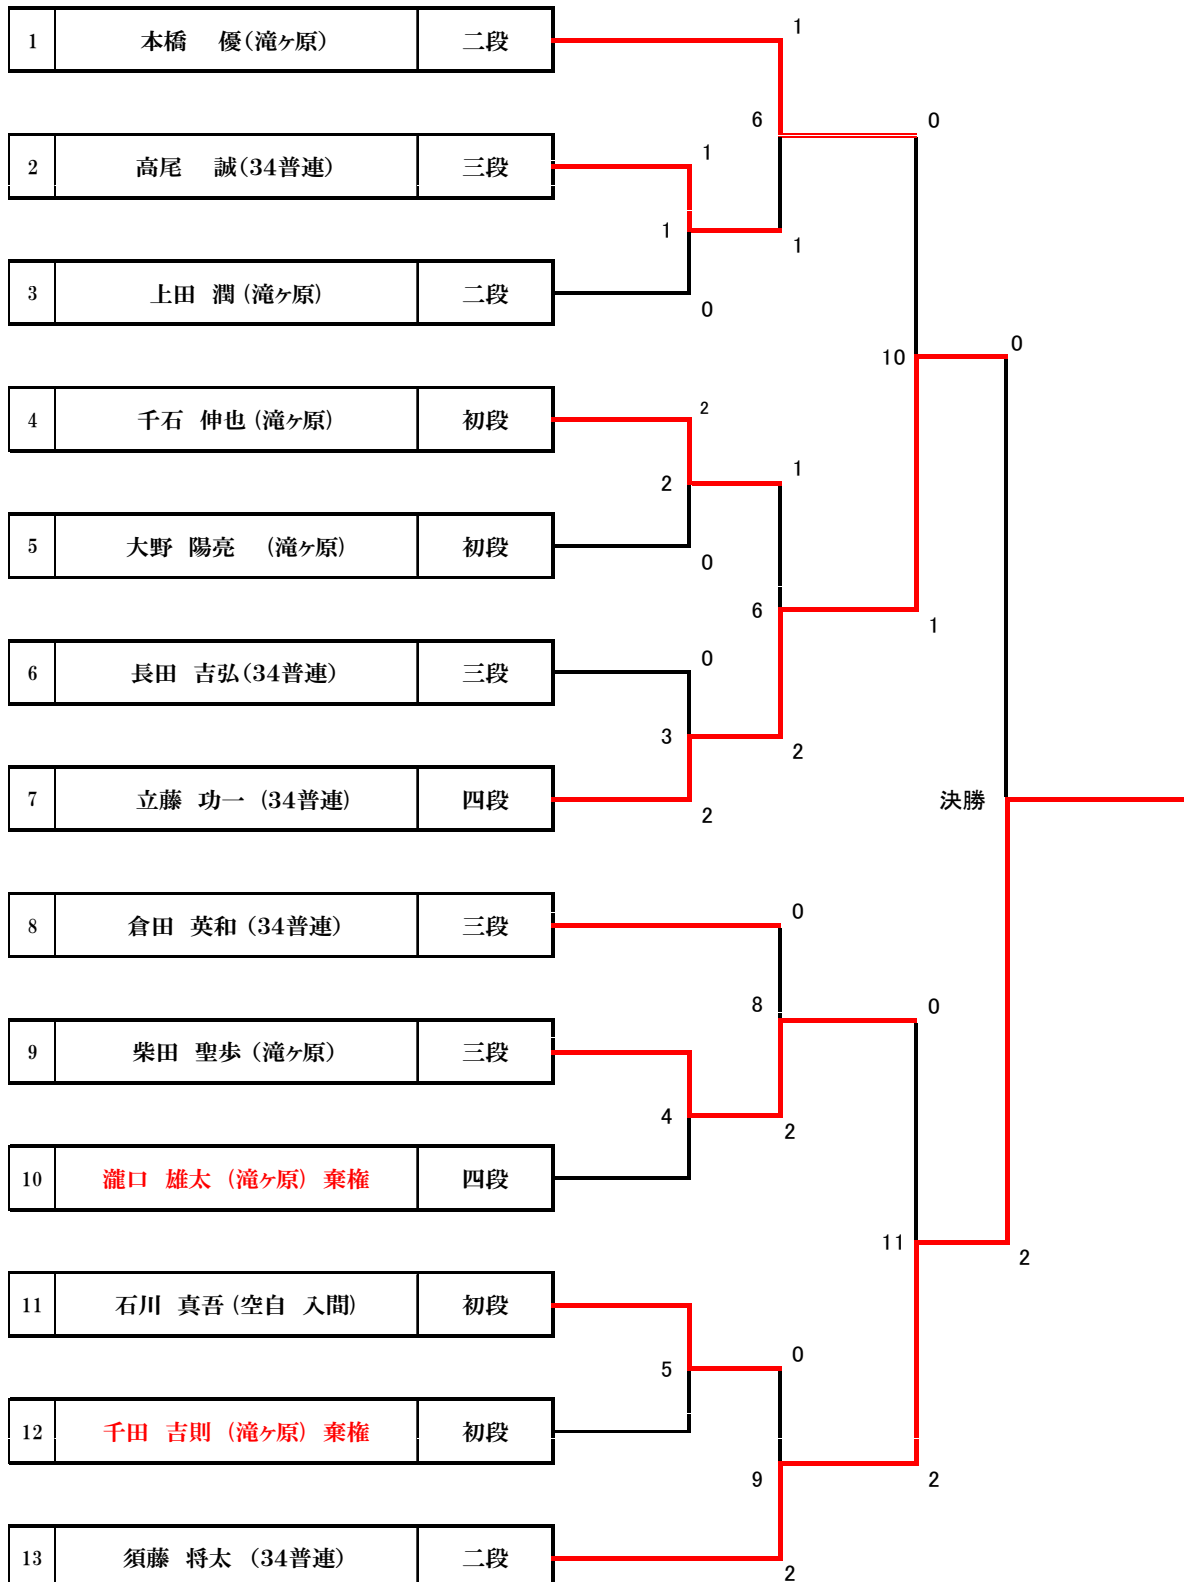 1 本橋 優(滝ヶ原) 二段
1
6
0
2 高尾 誠(34普連) 三段
1
1
1
3 上田 潤(滝ヶ原) 二段
0
10
0
4 千石 伸也(滝ヶ原) 初段
2
2
1
5 大野 陽亮 (滝ヶ原) 初段
0
6
1
6 長田 吉弘(34普連) 三段
0
3
2
7 立藤 功一 (34普連) 四段
2
決勝
8 倉田 英和 (34普連) 三段
0
8
0
9 柴田 聖歩 (滝ヶ原) 三段
4
2
10 瀧口 雄太 (滝ヶ原) 棄権 四段
11
2
11 石川 真吾(空自 入間) 初段
5
0
12 千田 吉則 (滝ヶ原) 棄権 初段
9
2
13 須藤 将太 (34普連) 二段
2